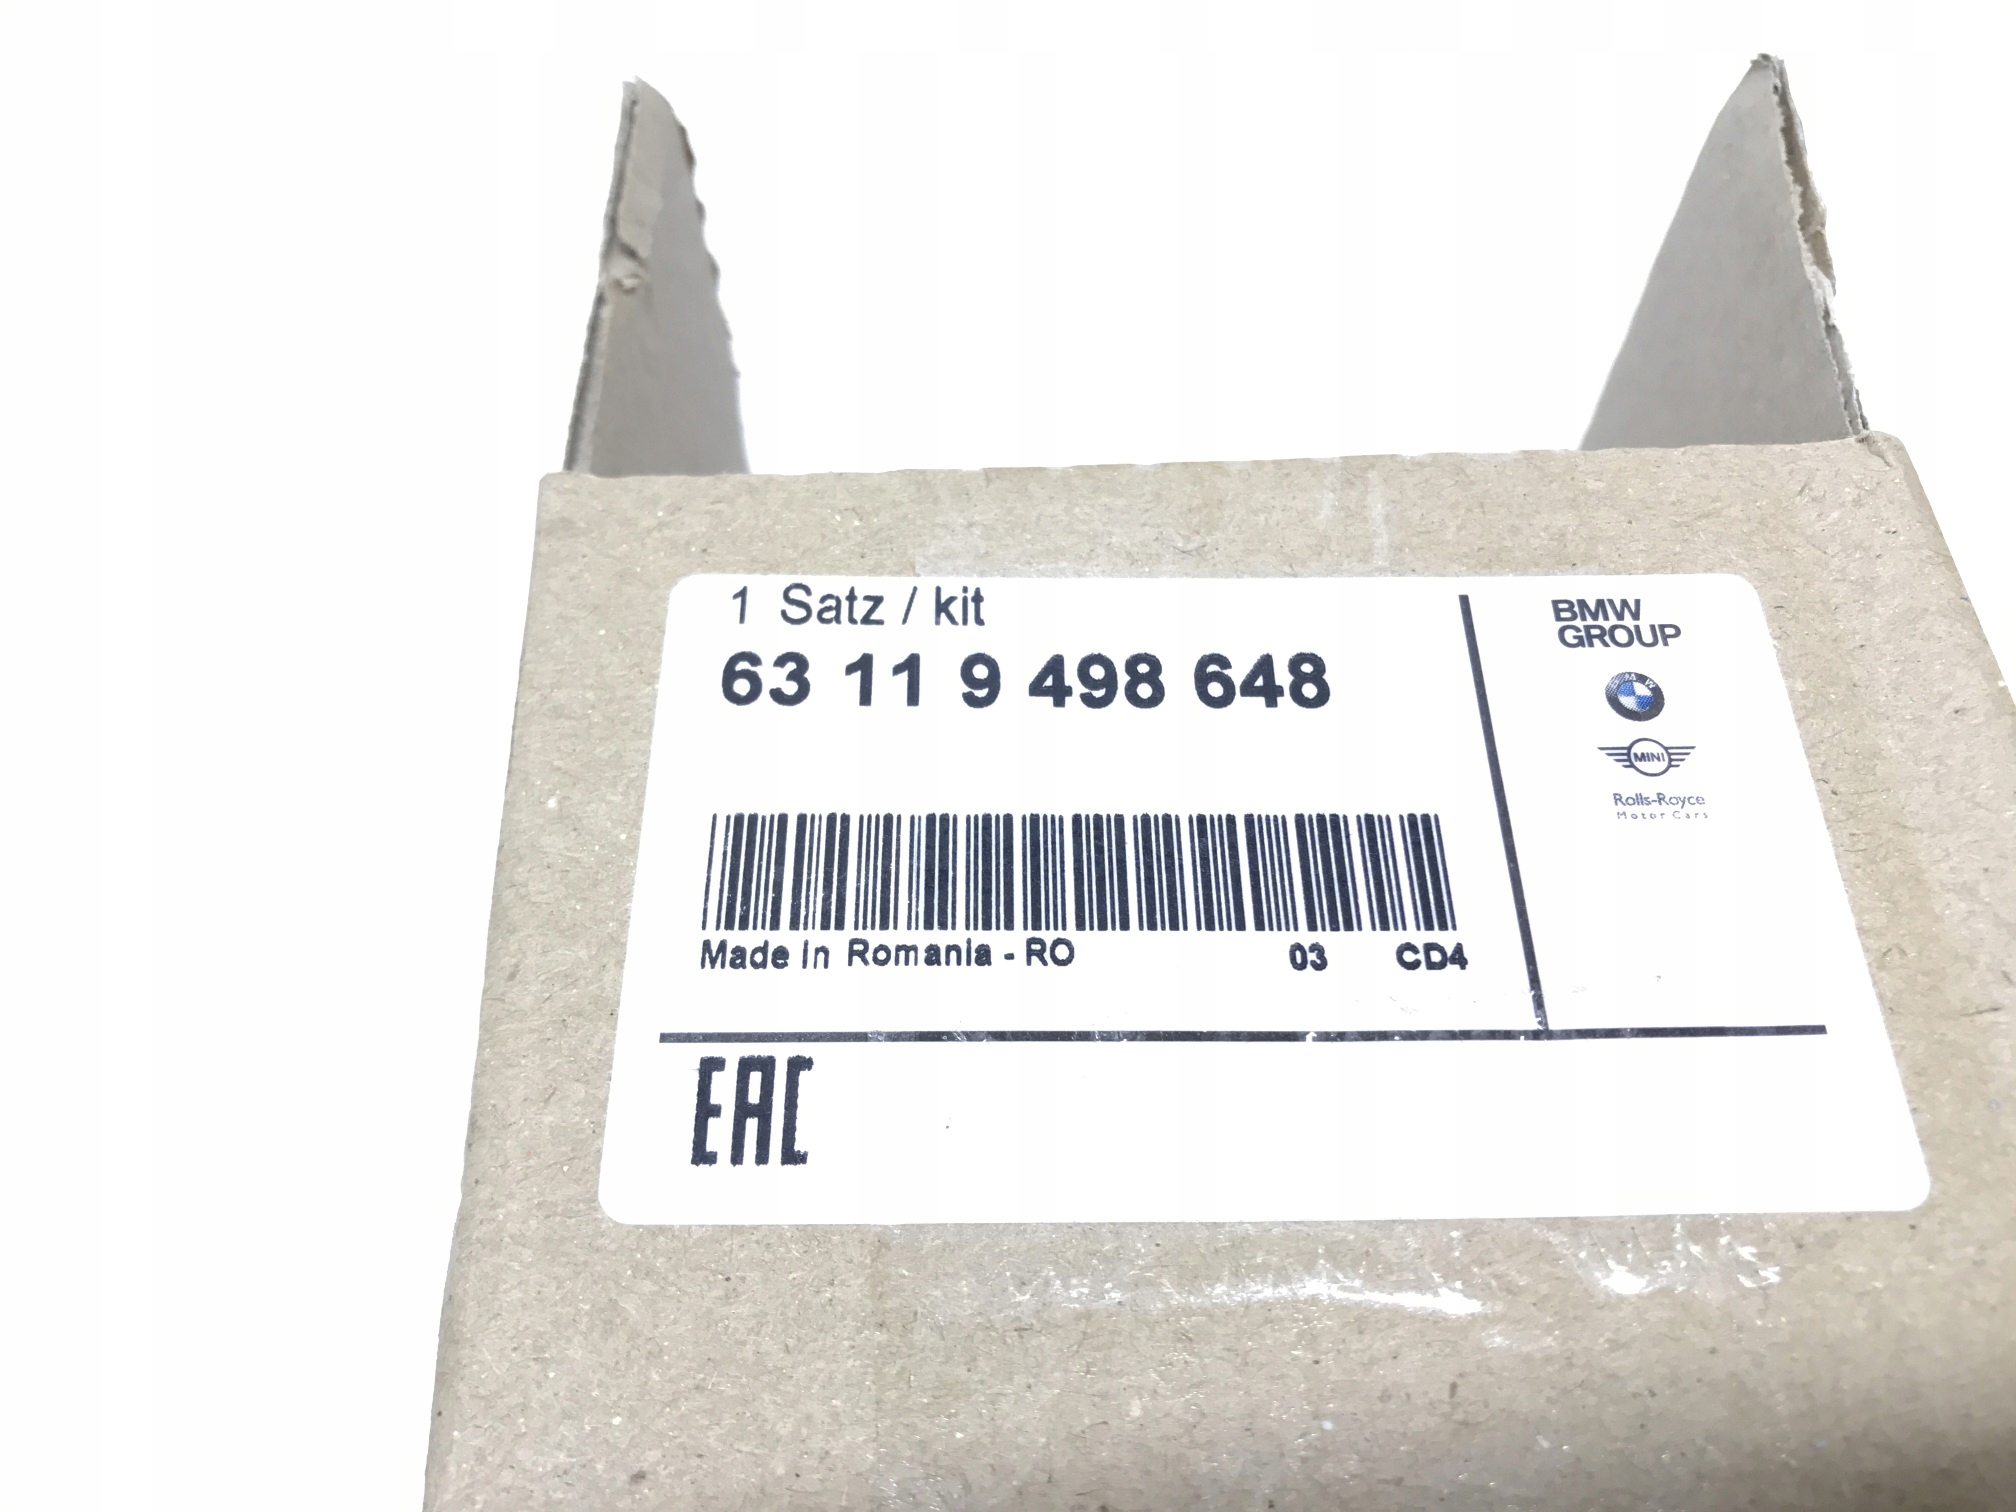 1 Satz / kit
63 11 9 498 648
Made in Romania - RO 03 CD4
EAC
BMW
GROUP
BMW
MINI
Rolls-Royce
Motor Cars